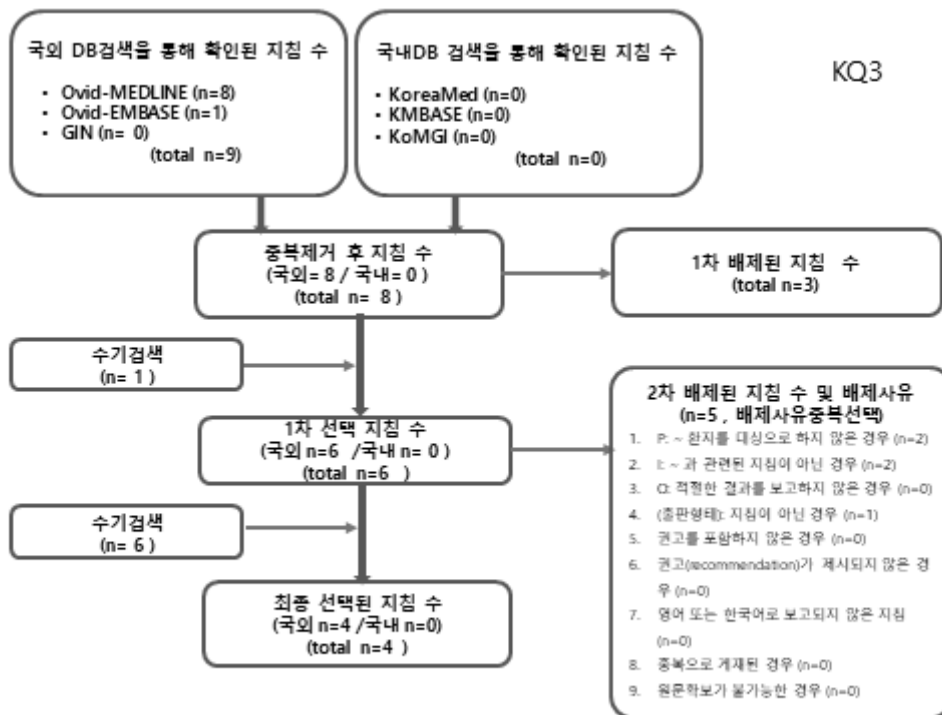 국외 DB검색을 통해 확인된 지침 수
• Ovid-MEDLINE (n=8)
• Ovid-EMBASE (n=1)
• GIN (n= 0)
(total n=9)
국내DB 검색을 통해 확인된 지침 수
• KoreaMed (n=0)
• KMBASE (n=0)
• KoMGI (n=0)
(total n=0)
KQ3
중복제거 후 지침 수
(국외= 8 / 국내= 0 )
(total n= 8 )
1차 배제된 지침 수
(total n=3)
수기검색
(n= 1 )
1차 선택 지침 수
(국외 n=6 /국내 n= 0 )
(total n=6 )
2차 배제된 지침 수 및 배제사유
(n=5 , 배제사유중복선택)
1. P: ~ 환자를 대상으로 하지 않은 경우 (n=2)
2. I: ~ 과 관련된 지침이 아닌 경우 (n=2)
3. O: 적절한 결과를 보고하지 않은 경우 (n=0)
4. (출판형태): 지침이 아닌 경우 (n=1)
5. 권고를 포함하지 않은 경우 (n=0)
6. 권고(recommendation)가 제시되지 않은 경
우 (n=0)
7. 영어 또는 한국어로 보고되지 않은 지침
(n=0)
8. 중복으로 게재된 경우 (n=0)
9. 원문확보가 불가능한 경우 (n=0)
수기검색
(n= 6 )
최종 선택된 지침 수
(국외 n=4 /국내 n=0)
(total n=4 )